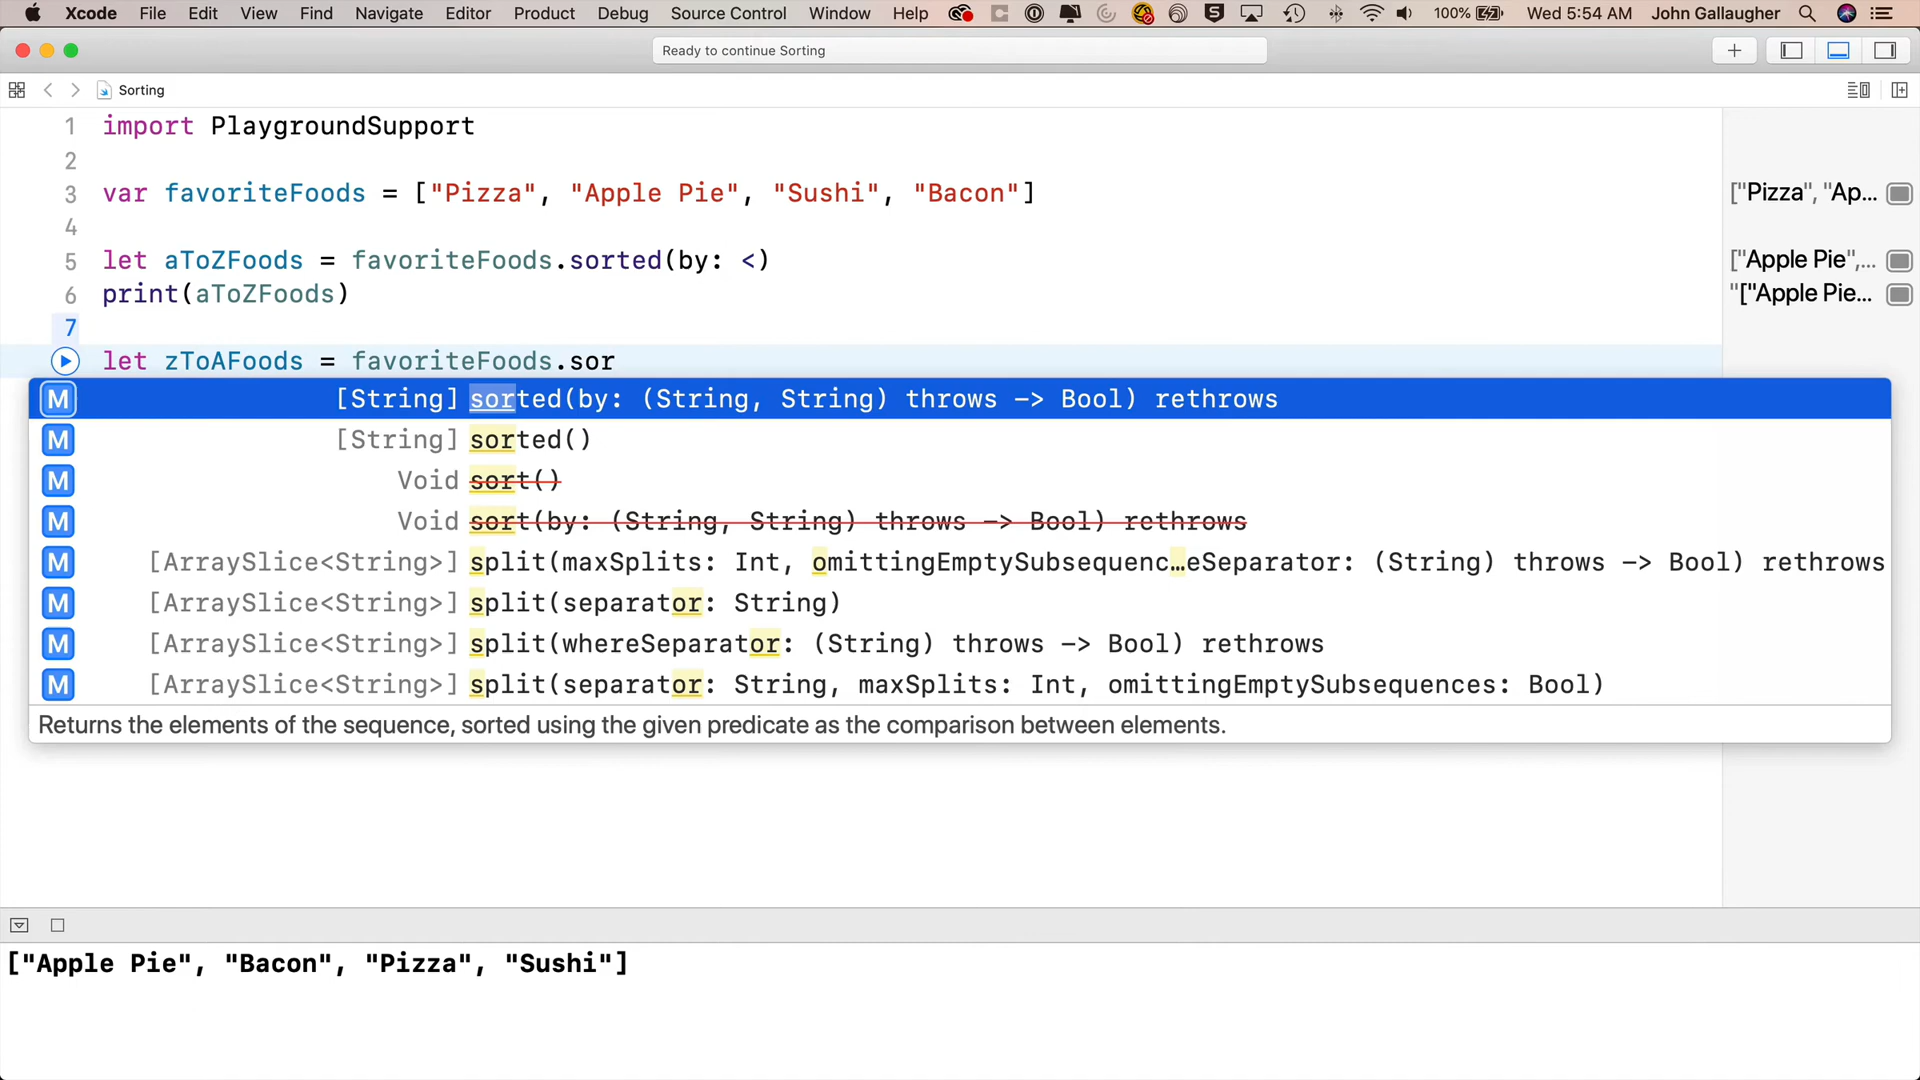 Xcode File Edit View Find Navigate Editor Product Debug Source Control Window Help 100% Wed 5:54 AM John Gallaugher
Ready to continue Sorting
Sorting
1 import PlaygroundSupport
2
3 var favoriteFoods = ["Pizza", "Apple Pie", "Sushi", "Bacon"] ["Pizza", "Ap...
4
5 let aToZFoods = favoriteFoods.sorted(by: <) ["Apple Pie",...
6 print(aToZFoods) "["Apple Pie...
7
let zToAFoods = favoriteFoods.sor
M [String] sorted(by: (String, String) throws -> Bool) rethrows
M [String] sorted()
M Void sort()
M Void sort(by: (String, String) throws -> Bool) rethrows
M [ArraySlice<String>] split(maxSplits: Int, omittingEmptySubsequenc…eSeparator: (String) throws -> Bool) rethrows
M [ArraySlice<String>] split(separator: String)
M [ArraySlice<String>] split(whereSeparator: (String) throws -> Bool) rethrows
M [ArraySlice<String>] split(separator: String, maxSplits: Int, omittingEmptySubsequences: Bool)
Returns the elements of the sequence, sorted using the given predicate as the comparison between elements.
["Apple Pie", "Bacon", "Pizza", "Sushi"]